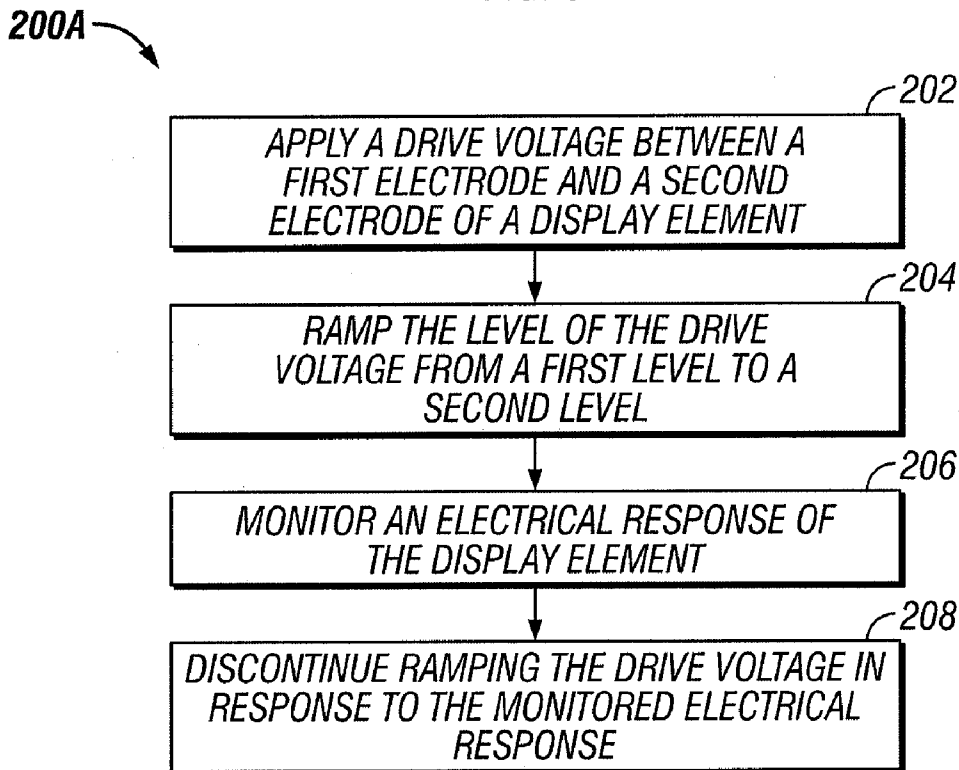 200A
202
APPLY A DRIVE VOLTAGE BETWEEN A
FIRST ELECTRODE AND A SECOND
ELECTRODE OF A DISPLAY ELEMENT
204
RAMP THE LEVEL OF THE DRIVE
VOLTAGE FROM A FIRST LEVEL TO A
SECOND LEVEL
206
MONITOR AN ELECTRICAL RESPONSE OF
THE DISPLAY ELEMENT
208
DISCONTINUE RAMPING THE DRIVE VOLTAGE IN
RESPONSE TO THE MONITORED ELECTRICAL
RESPONSE